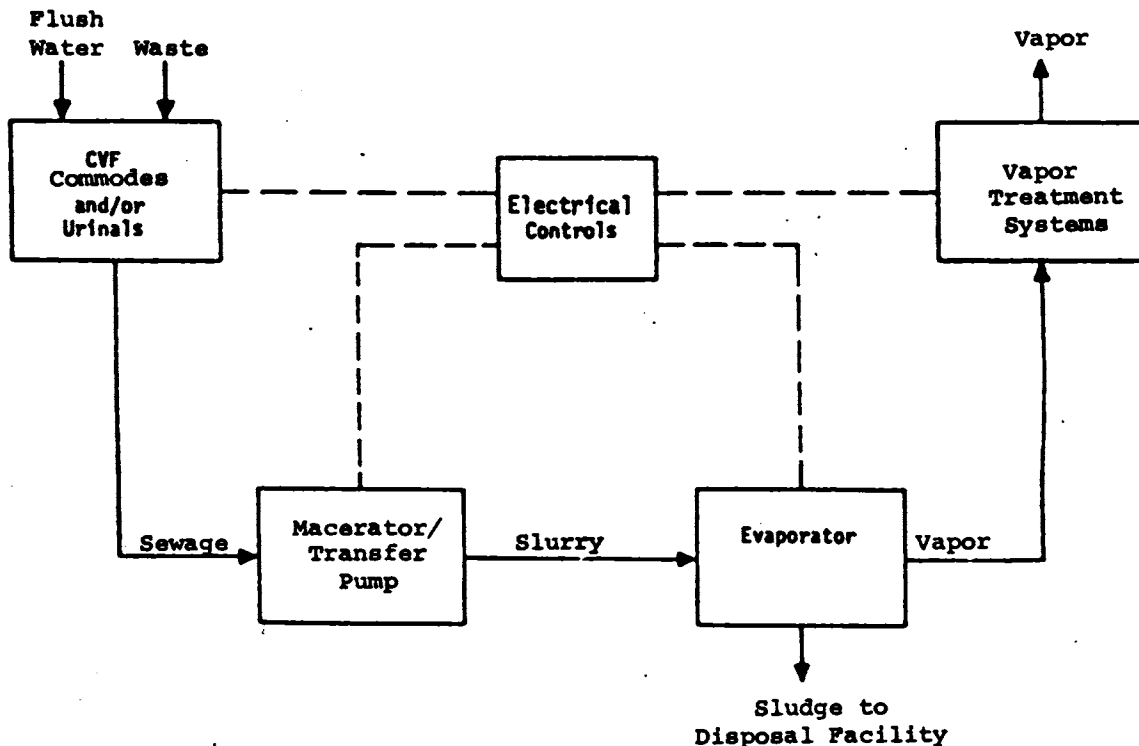 Flush
Water
Waste
Vapor
CVF
Commodes
and/or
Urinals
Electrical
Controls
Vapor
Treatment
Systems
Sewage
Macerator/
Transfer
Pump
Slurry
Evaporator
Vapor
Sludge to
Disposal Facility